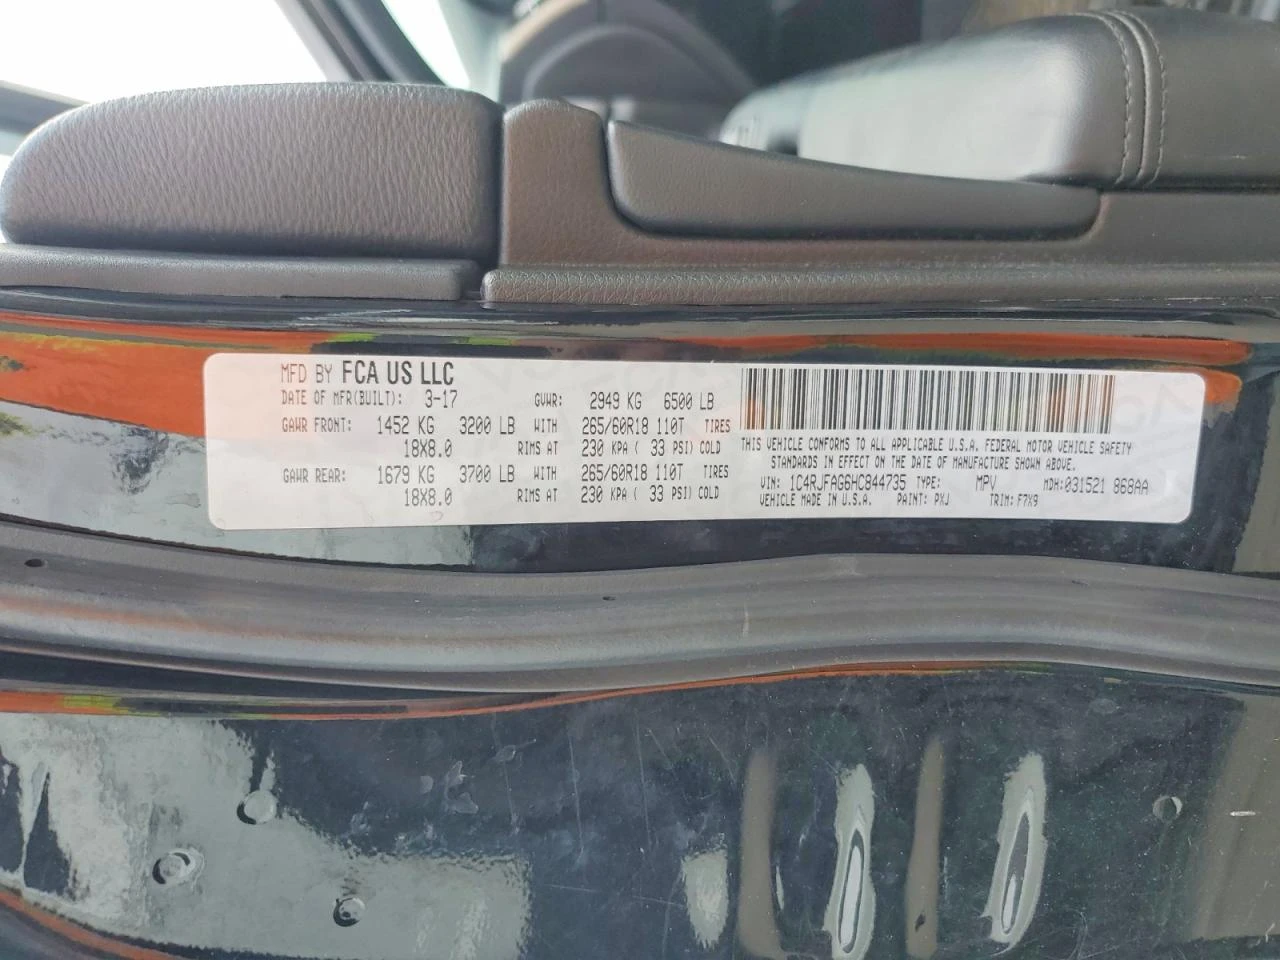 MFD BY FCA US LLC
DATE OF MFR(BUILT): 3-17 GVWR: 2949 KG 6500 LB
GAWR FRONT: 1452 KG 3200 LB WITH 265/60R18 110T TIRES
18X8.0 RIMS AT 230 KPA ( 33 PSI) COLD
GAWR REAR: 1679 KG 3700 LB WITH 265/60R18 110T TIRES
18X8.0 RIMS AT 230 KPA ( 33 PSI) COLD
THIS VEHICLE CONFORMS TO ALL APPLICABLE U.S.A. FEDERAL MOTOR VEHICLE SAFETY
STANDARDS IN EFFECT ON THE DATE OF MANUFACTURE SHOWN ABOVE.
VIN: 1C4RJFAG6HC844735 TYPE: MPV MDH:031521 868AA
VEHICLE MADE IN U.S.A. PAINT: PXJ TRIM: F7X9